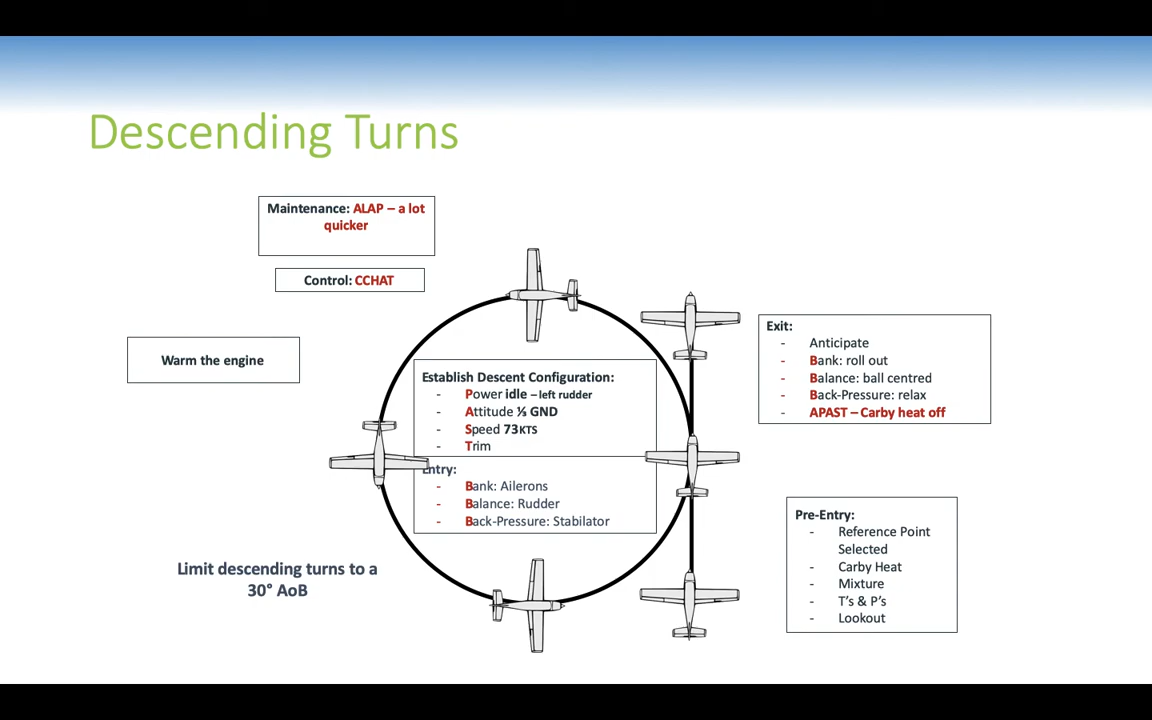 Descending Turns
Maintenance: ALAP – a lot
quicker
Control: CCHAT
Warm the engine
Establish Descent Configuration:
- Power idle – left rudder
- Attitude ⅓ GND
- Speed 73KTS
- Trim
Entry:
- Bank: Ailerons
- Balance: Rudder
- Back-Pressure: Stabilator
Limit descending turns to a
30° AoB
Exit:
- Anticipate
- Bank: roll out
- Balance: ball centred
- Back-Pressure: relax
- APAST – Carby heat off
Pre-Entry:
- Reference Point
Selected
- Carby Heat
- Mixture
- T's & P's
- Lookout